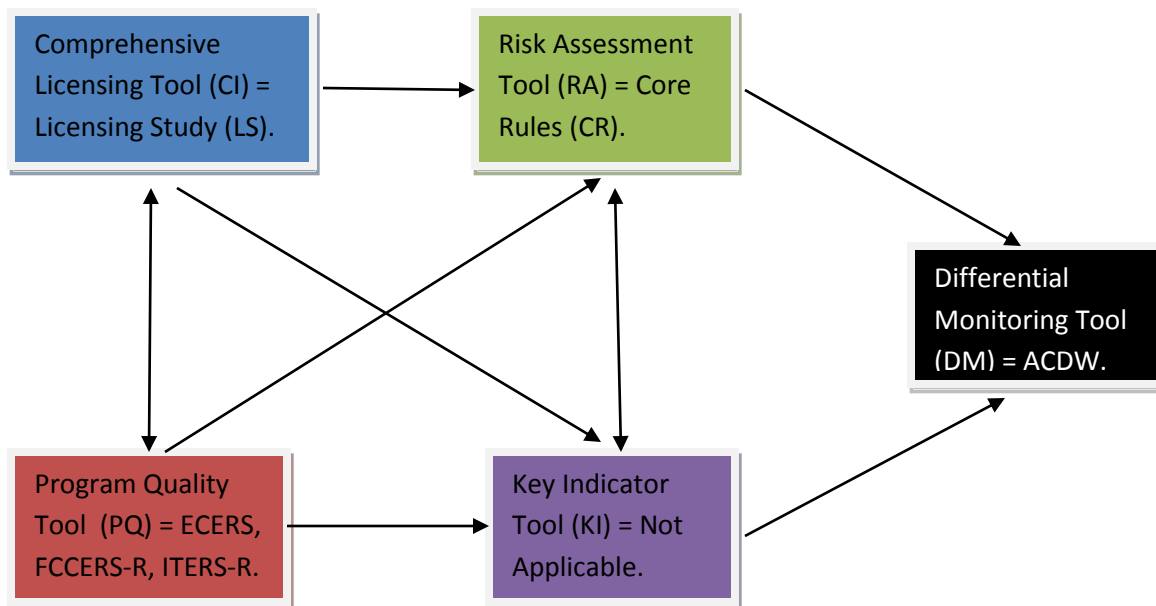 Comprehensive
Licensing Tool (CI) =
Licensing Study (LS).
Risk Assessment
Tool (RA) = Core
Rules (CR).
Differential
Monitoring Tool
(DM) = ACDW.
Program Quality
Tool  (PQ) = ECERS,
FCCERS-R, ITERS-R.
Key Indicator
Tool (KI) = Not
Applicable.